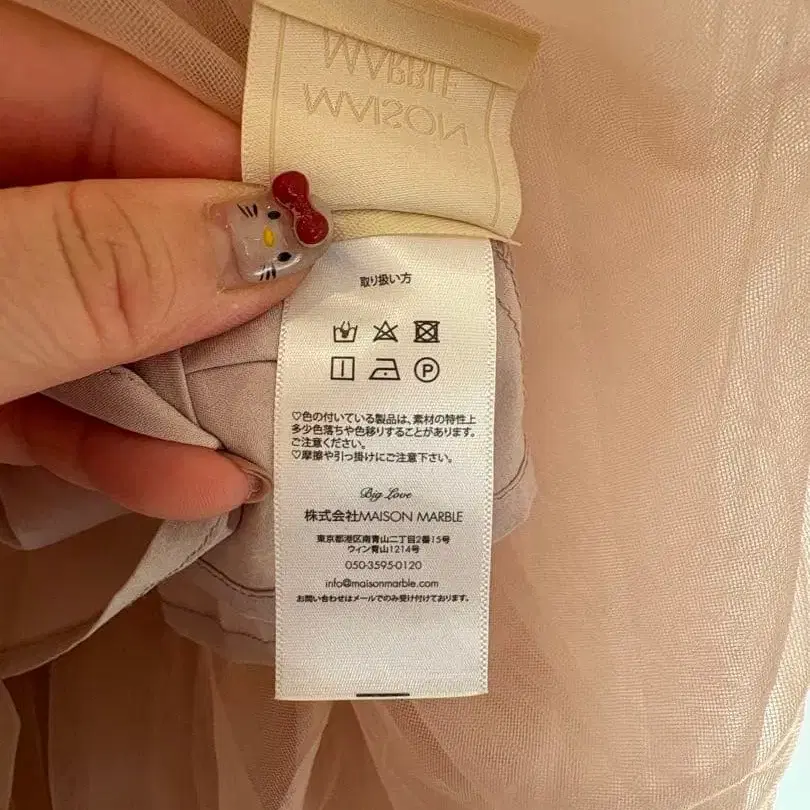 MAISON
MARBLE
取り扱い方
P
♡色の付いている製品は、素材の特性上
多少色落ちや色移りすることがあります。
ご注意ください。
♡摩擦や引っ掛けにご注意下さい。
Big Love
株式会社MAISON MARBLE
東京都港区南青山二丁目2番15号
ウィン青山1214号
050-3595-0120
info@maisonmarble.com
お問い合わせはメールでのみ受け付けております。